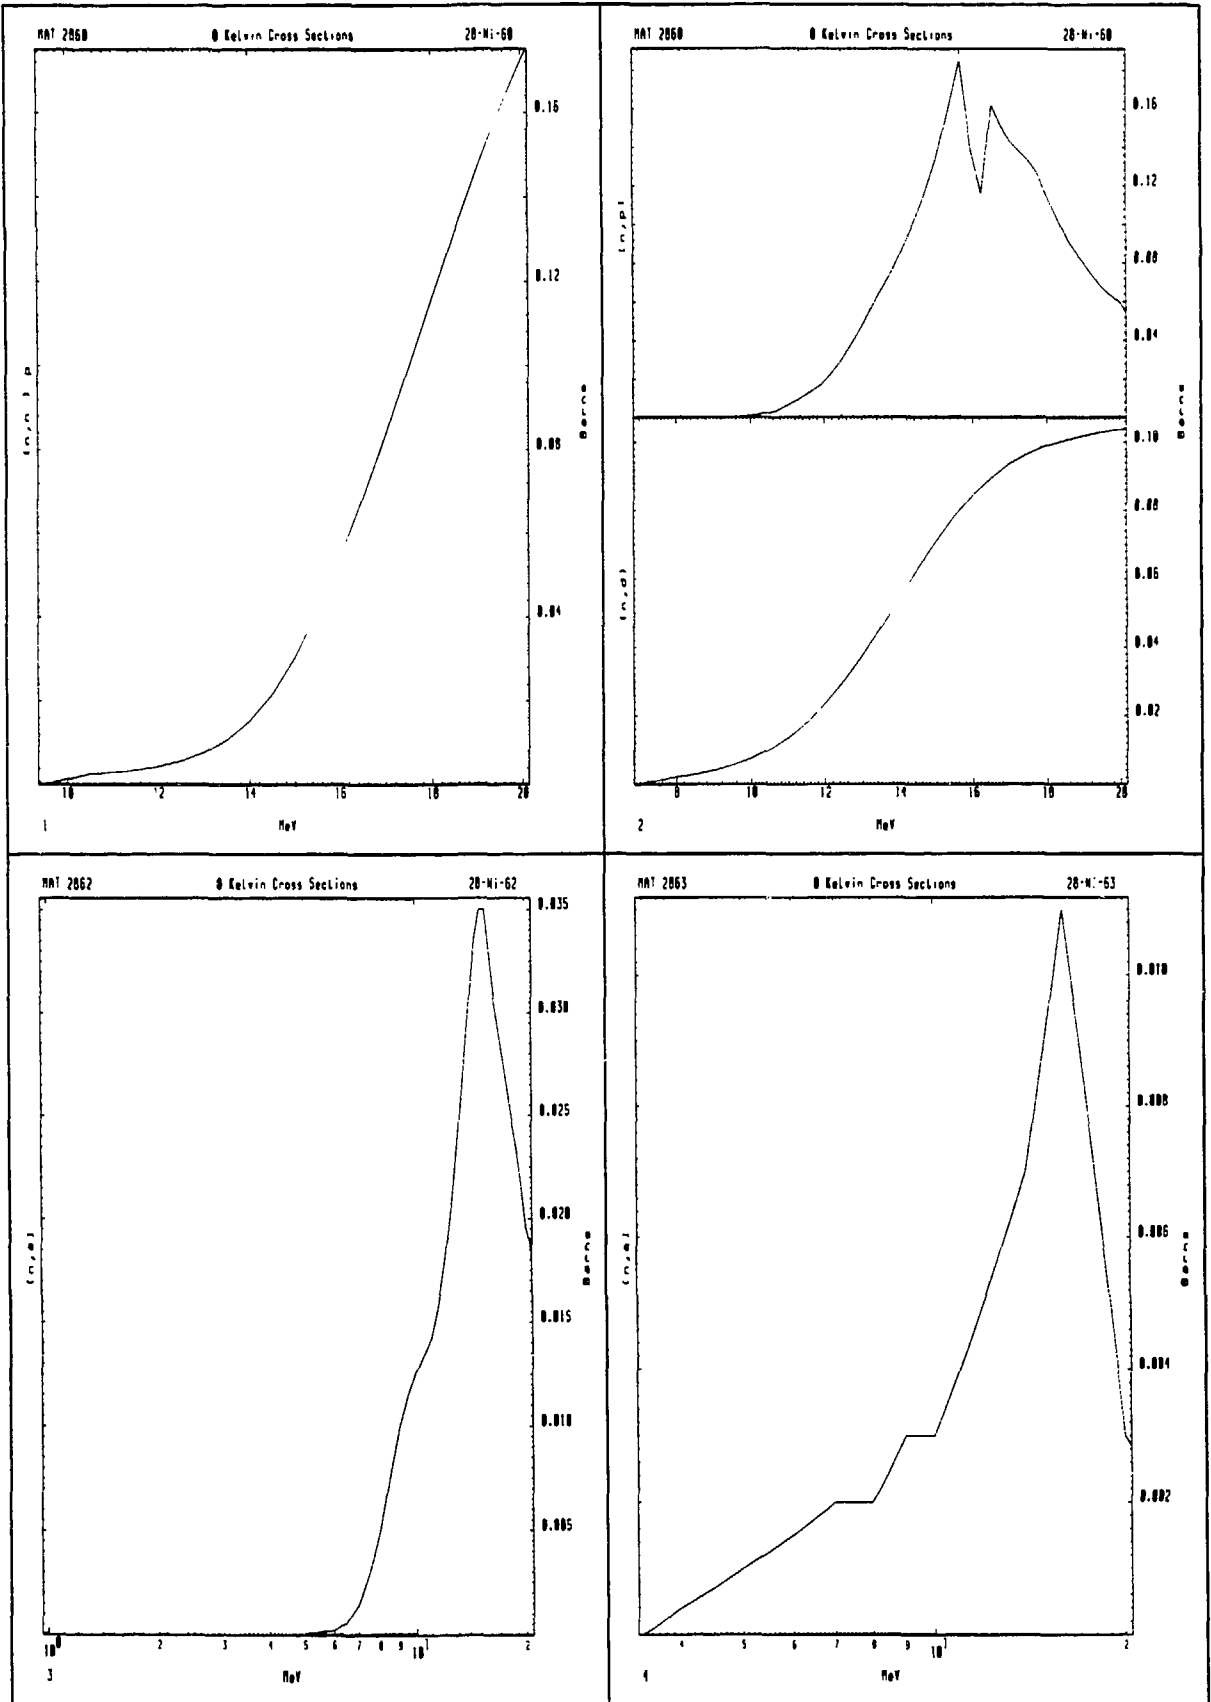 MAT 2860 0 Kelvin Cross Sections 28-Ni-60
0.16
0.12
0.08
0.04
(n,n') p
Barns
10 12 14 16 18 20
1 MeV
MAT 2860 0 Kelvin Cross Sections 28-Ni-60
0.16
0.12
0.08
0.04
(n,p)
Barns
0.10
0.08
0.06
0.04
0.02
(n,d)
8 10 12 14 16 18 20
2 MeV
MAT 2862 0 Kelvin Cross Sections 28-Ni-62
0.035
0.030
0.025
0.020
0.015
0.010
0.005
(n,a)
Barns
10⁰ 2 3 4 5 6 7 8 9 10¹ 2
3 MeV
MAT 2863 0 Kelvin Cross Sections 28-Ni-63
0.010
0.008
0.006
0.004
0.002
(n,a)
Barns
4 5 6 7 8 9 10¹ 2
4 MeV